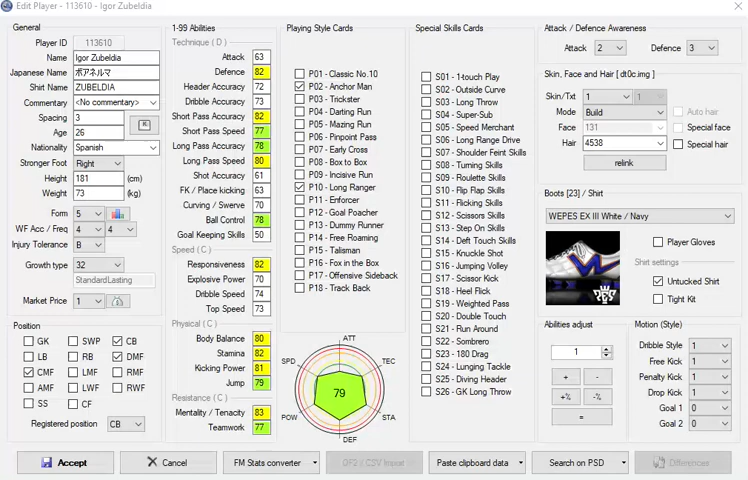 Edit Player - 113610 - Igor Zubeldia
General
Player ID 113610
Name Igor Zubeldia
Japanese Name ポアネルマ
Shirt Name ZUBELDIA
Commentary <No commentary>
Spacing 3
Age 26
Nationality Spanish
Stronger Foot Right
Height 181 (cm)
Weight 73 (kg)
Form 5
WF Acc / Freq 4 4
Injury Tolerance B
Growth type 32
StandardLasting
Market Price 1
Position
GK SWP CB
LB RB DMF
CMF LMF RMF
AMF LWF RWF
SS CF
Registered position CB
1-99 Abilities
Technique ( D )
Attack 63
Defence 82
Header Accuracy 72
Dribble Accuracy 73
Short Pass Accuracy 82
Short Pass Speed 77
Long Pass Accuracy 78
Long Pass Speed 80
Shot Accuracy 61
FK / Place kicking 63
Curving / Swerve 70
Ball Control 78
Goal Keeping Skills 50
Speed ( C )
Responsiveness 82
Explosive Power 70
Dribble Speed 74
Top Speed 73
Physical ( C )
Body Balance 80
Stamina 82
Kicking Power 81
Jump 79
Resistance ( C )
Mentality / Tenacity 83
Teamwork 77
Playing Style Cards
P01 - Classic No.10
P02 - Anchor Man
P03 - Trickster
P04 - Darting Run
P05 - Mazing Run
P06 - Pinpoint Pass
P07 - Early Cross
P08 - Box to Box
P09 - Incisive Run
P10 - Long Ranger
P11 - Enforcer
P12 - Goal Poacher
P13 - Dummy Runner
P14 - Free Roaming
P15 - Talisman
P16 - Fox in the Box
P17 - Offensive Sideback
P18 - Track Back
ATT
SPD TEC
79
POW STA
DEF
Special Skills Cards
S01 - 1-touch Play
S02 - Outside Curve
S03 - Long Throw
S04 - Super-Sub
S05 - Speed Merchant
S06 - Long Range Drive
S07 - Shoulder Feint Skills
S08 - Turning Skills
S09 - Roulette Skills
S10 - Flip Flap Skills
S11 - Flicking Skills
S12 - Scissors Skills
S13 - Step On Skills
S14 - Deft Touch Skills
S15 - Knuckle Shot
S16 - Jumping Volley
S17 - Scissor Kick
S18 - Heel Flick
S19 - Weighted Pass
S20 - Double Touch
S21 - Run Around
S22 - Sombrero
S23 - 180 Drag
S24 - Lunging Tackle
S25 - Diving Header
S26 - GK Long Throw
Attack / Defence Awareness
Attack 2 Defence 3
Skin, Face and Hair [ dt0c.img ]
Skin/Txt 1 1
Mode Build Auto hair
Face 131 Special face
Hair 4538 Special hair
relink
Boots [23] / Shirt
WEPES EX III White / Navy
Player Gloves
Shirt settings
Untucked Shirt
Tight Kit
Abilities adjust
1
+ -
+% -%
=
Motion (Style)
Dribble Style 1
Free Kick 1
Penalty Kick 1
Drop Kick 1
Goal 1 0
Goal 2 0
Accept
Cancel
FM Stats converter
OF2 / CSV format
Paste clipboard data
Search on PSD
Differences